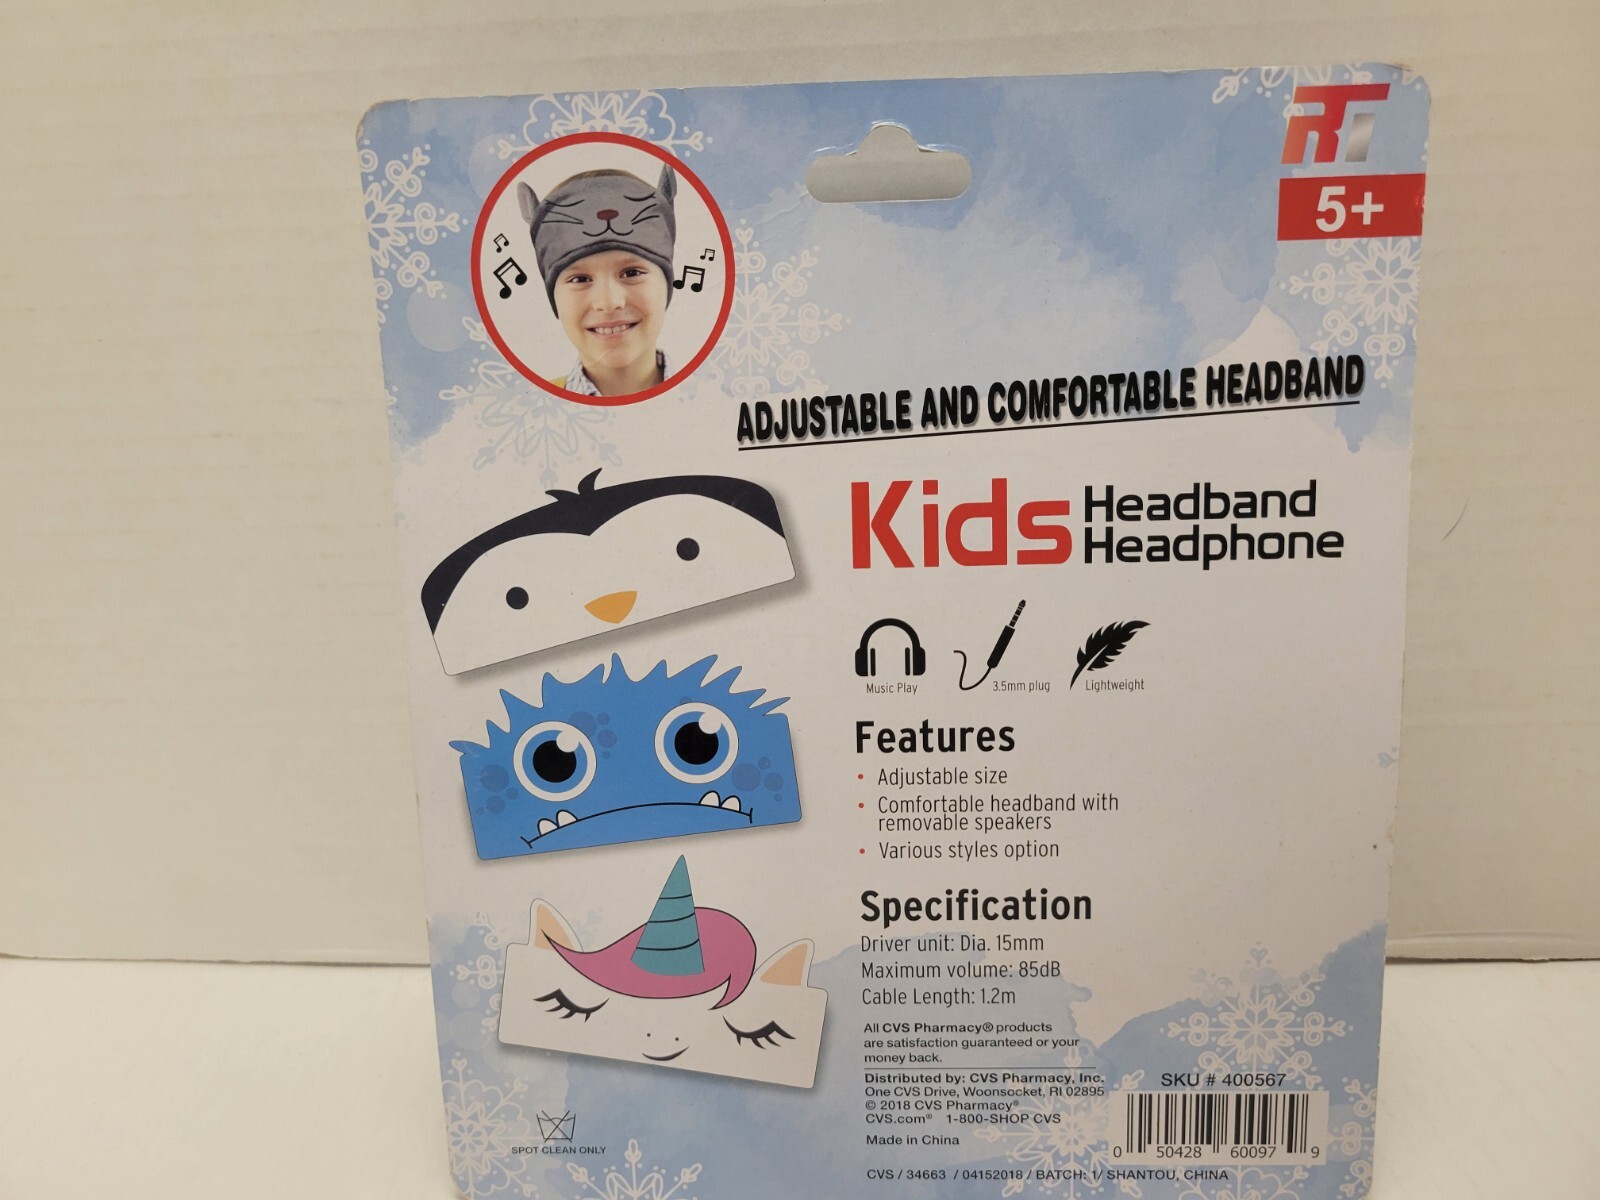 RTI
5+
ADJUSTABLE AND COMFORTABLE HEADBAND
Kids Headband
Headphone
Music Play
3.5mm plug
Lightweight
Features
• Adjustable size
• Comfortable headband with
removable speakers
• Various styles option
Specification
Driver unit: Dia. 15mm
Maximum volume: 85dB
Cable Length: 1.2m
All CVS Pharmacy® products
are satisfaction guaranteed or your
money back.
Distributed by: CVS Pharmacy, Inc.
One CVS Drive, Woonsocket, RI 02895
© 2018 CVS Pharmacy®
CVS.com® 1-800-SHOP CVS
Made in China
SKU # 400567
0 50428 60097 9
SPOT CLEAN ONLY
CVS / 34663 / 04152018 / BATCH: 1/ SHANTOU, CHINA